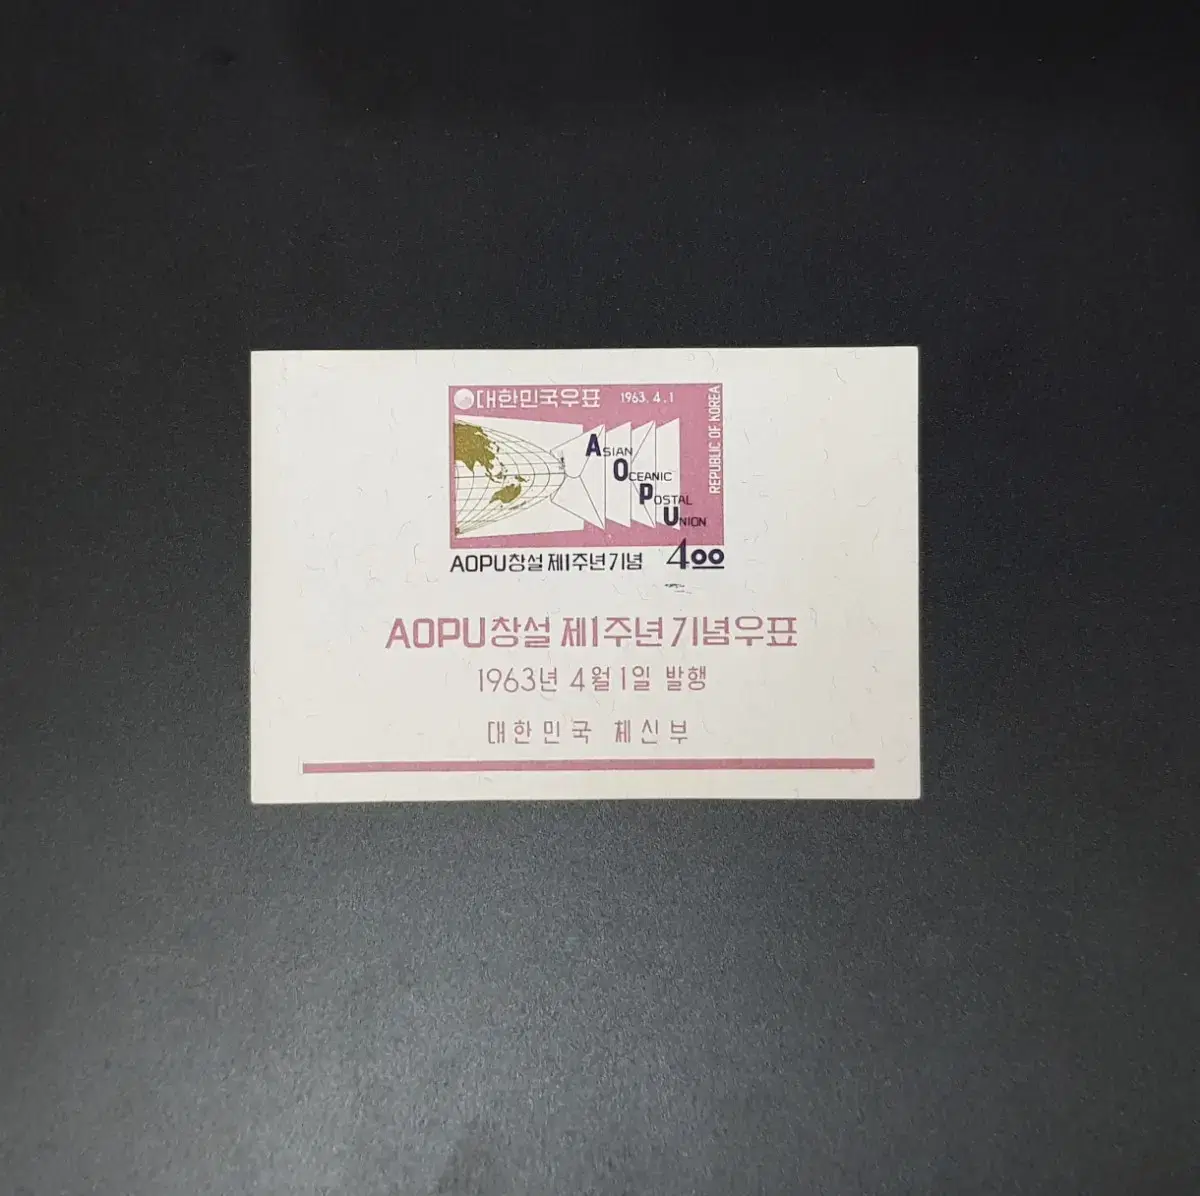 대한민국우표 1963.4.1
REPUBLIC OF KOREA
ASIAN
OCEANIC
POSTAL
UNION
AOPU창설 제1주년기념 4००
AOPU창설 제1주년기념우표
1963년 4월 1일 발행
대한민국 체신부